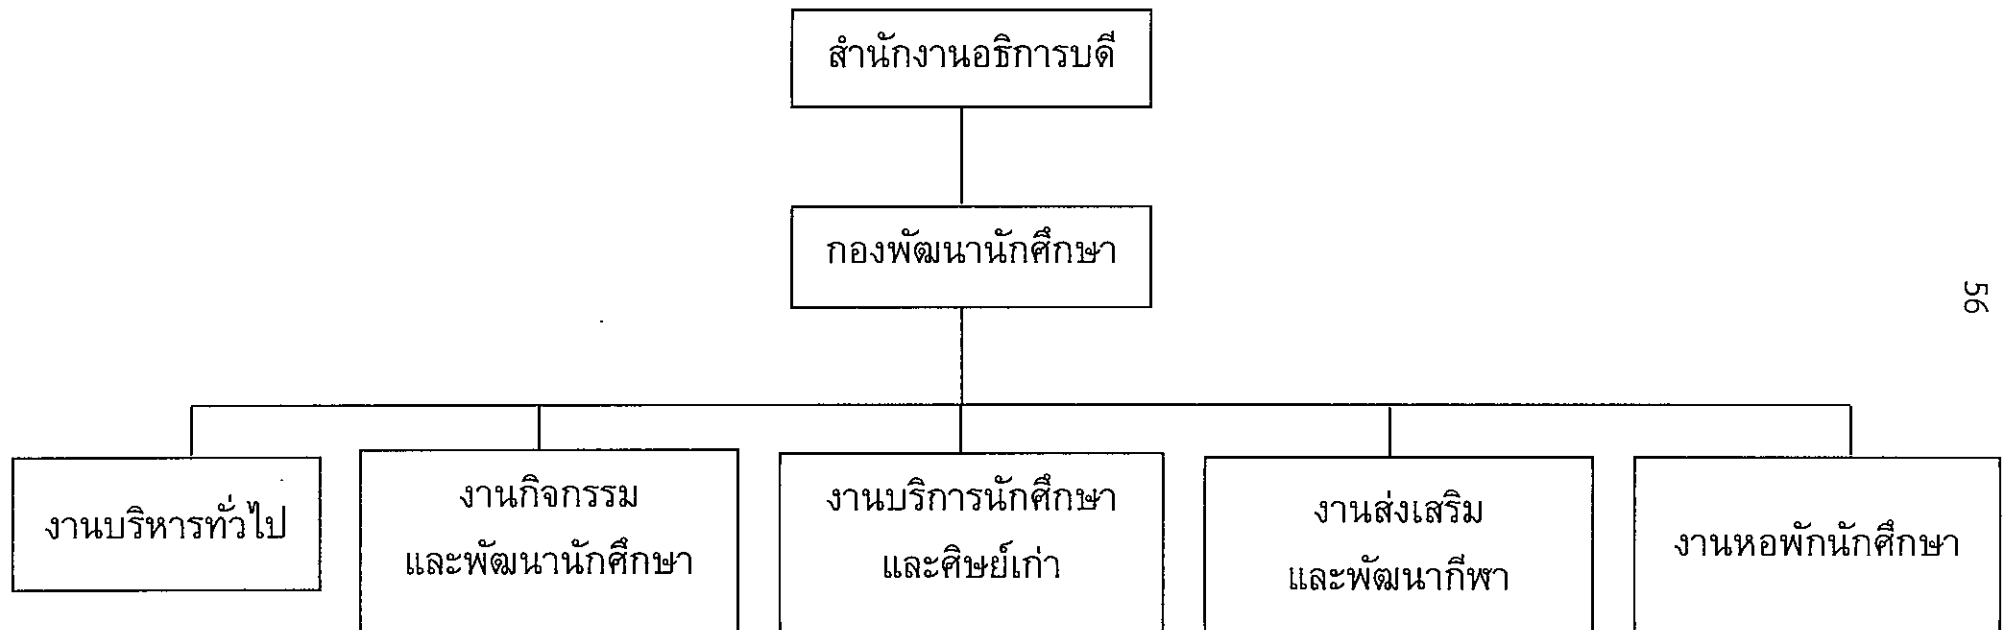 สำนักงานอธิการบดี
กองพัฒนานักศึกษา
56
งานบริหารทั่วไป
งานกิจกรรม
และพัฒนานักศึกษา
งานบริการนักศึกษา
และศิษย์เก่า
งานส่งเสริม
และพัฒนากีฬา
งานหอพักนักศึกษา